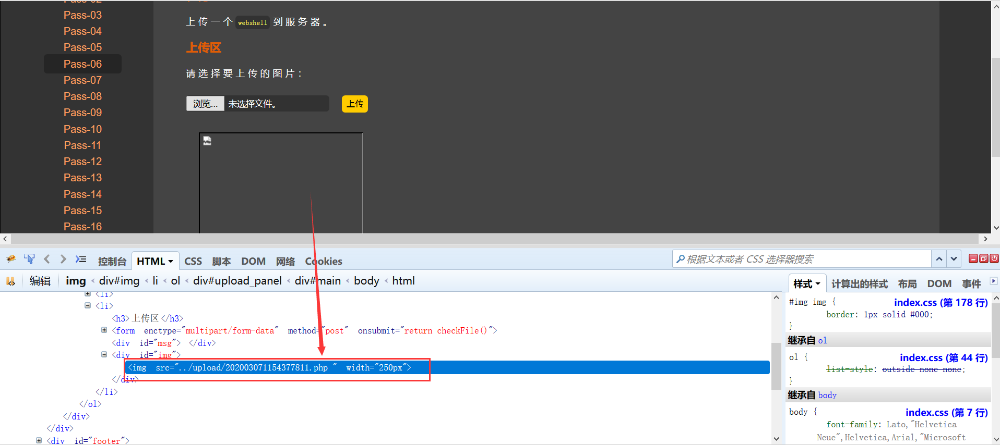 Pass-03
Pass-04
Pass-05
Pass-06
Pass-07
Pass-08
Pass-09
Pass-10
Pass-11
Pass-12
Pass-13
Pass-14
Pass-15
Pass-16
上传一个 webshell 到服务器。
上传区
请选择要上传的图片：
浏览... 未选择文件。 上传
控制台 HTML CSS 脚本 DOM 网络 Cookies
根据文本或者 CSS 选择器搜索
编辑 img < div#img < li < ol < div#upload_panel < div#main < body < html
<li>
<li>
<h3>上传区</h3>
<form enctype="multipart/form-data" method="post" onsubmit="return checkFile()">
<div id="msg"> </div>
<div id="img">
<img src="../upload/202003071154377811.php " width="250px">
</div>
</li>
</ol>
</div>
</div>
<div id="footer">
样式 计算出的样式 布局 DOM 事件
#img img { index.css (第 178 行)
border: 1px solid #000;
}
继承自 ol
ol { index.css (第 44 行)
list-style: outside none none;
}
继承自 body
body { index.css (第 7 行)
font-family: Lato,"Helvetica
Neue",Helvetica,Arial,"Microsoft